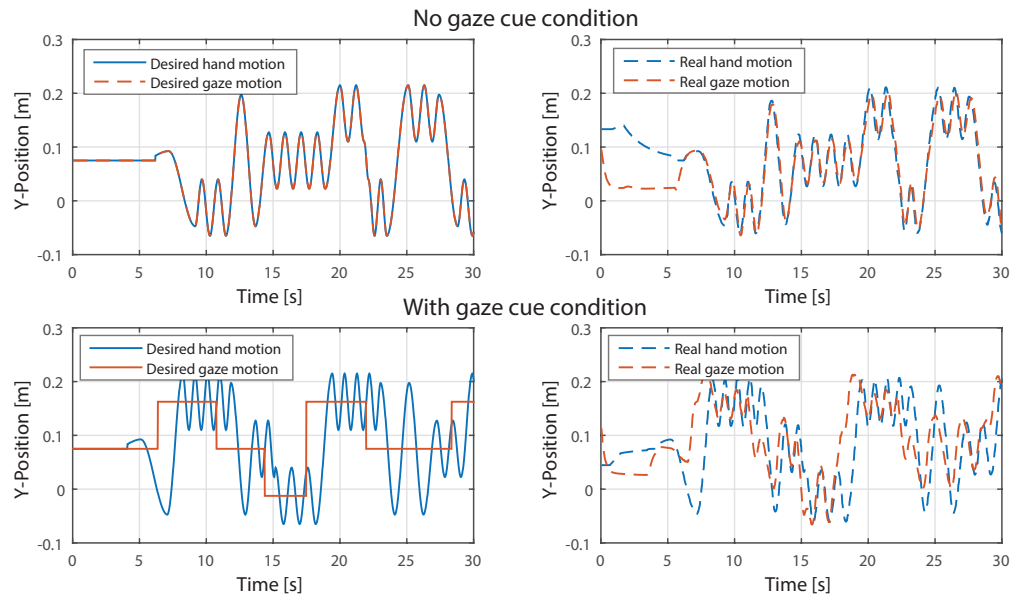 No gaze cue condition
0.3
0.2
0.1
0
-0.1
Y-Position [m]
Desired hand motion
Desired gaze motion
0 5 10 15 20 25 30
Time [s]
0.3
0.2
0.1
0
-0.1
Y-Position [m]
Real hand motion
Real gaze motion
0 5 10 15 20 25 30
Time [s]
With gaze cue condition
0.3
0.2
0.1
0
-0.1
Y-Position [m]
Desired hand motion
Desired gaze motion
0 5 10 15 20 25 30
Time [s]
0.3
0.2
0.1
0
-0.1
Y-Position [m]
Real hand motion
Real gaze motion
0 5 10 15 20 25 30
Time [s]